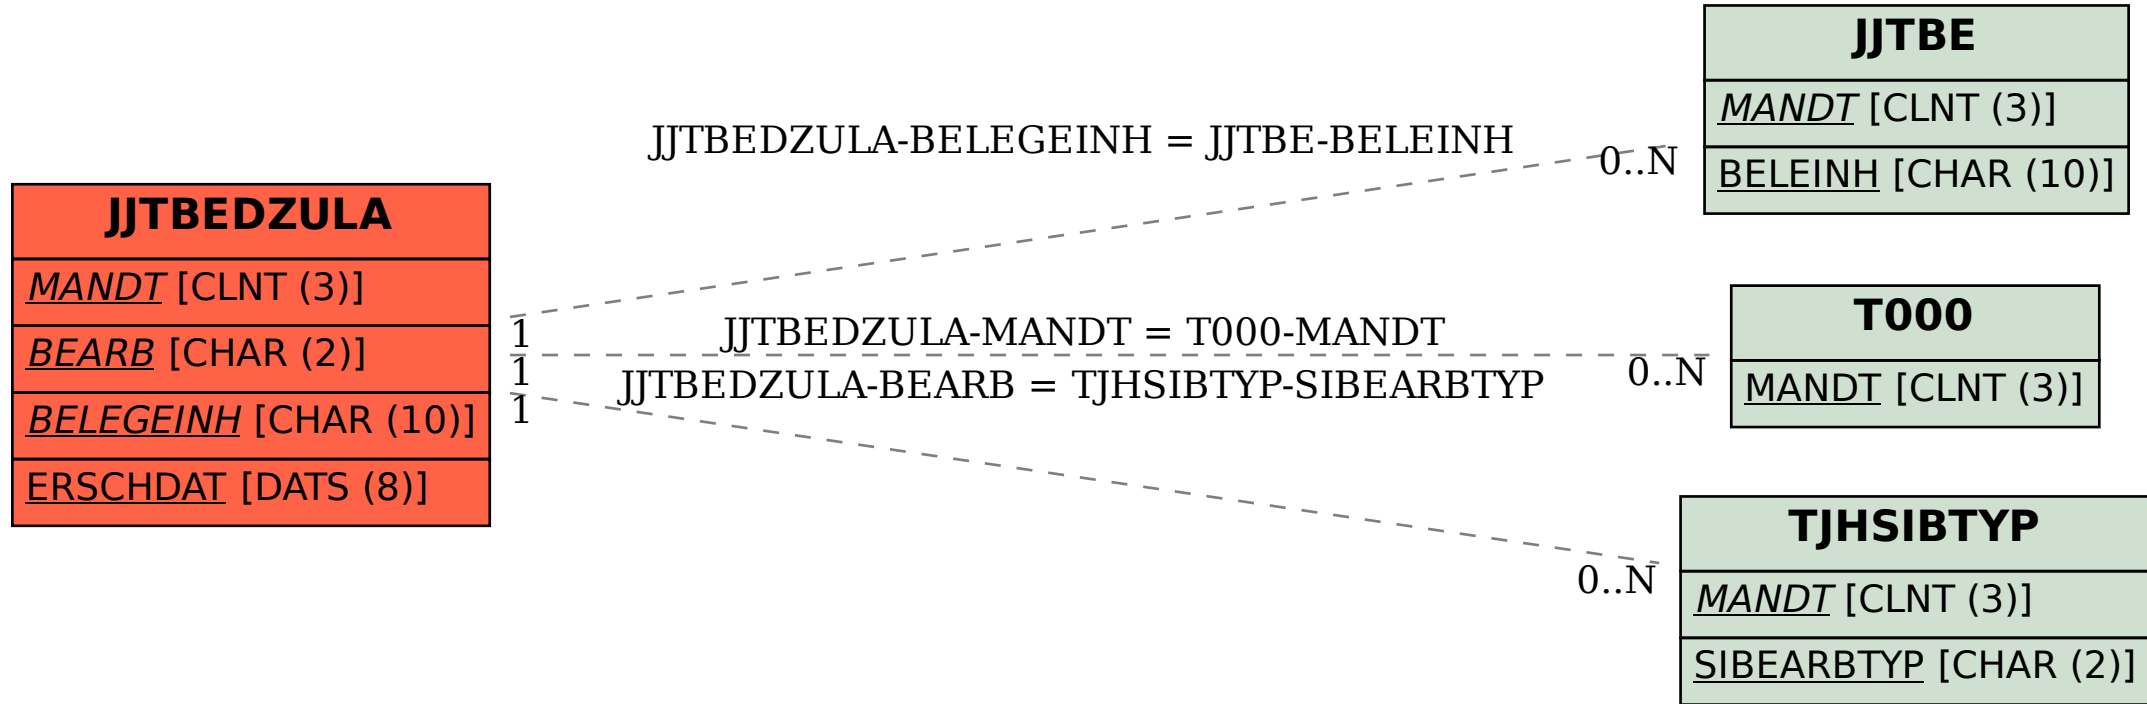 JJTBEDZULA
MANDT [CLNT (3)]
BEARB [CHAR (2)]
BELEGEINH [CHAR (10)]
ERSCHDAT [DATS (8)]
JJTBEDZULA-BELEGEINH = JJTBE-BELEINH
1
0..N
JJTBEDZULA-MANDT = T000-MANDT
1
0..N
JJTBEDZULA-BEARB = TJHSIBTYP-SIBEARBTYP
1
0..N
JJTBE
MANDT [CLNT (3)]
BELEINH [CHAR (10)]
T000
MANDT [CLNT (3)]
TJHSIBTYP
MANDT [CLNT (3)]
SIBEARBTYP [CHAR (2)]